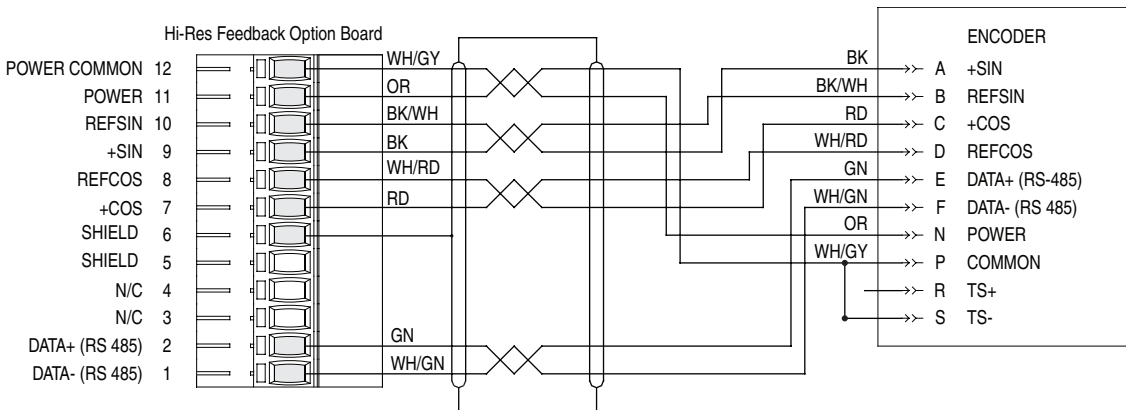 Hi-Res Feedback Option Board
POWER COMMON 12
POWER 11
REFSIN 10
+SIN 9
REFCOS 8
+COS 7
SHIELD 6
SHIELD 5
N/C 4
N/C 3
DATA+ (RS 485) 2
DATA- (RS 485) 1
WH/GY
OR
BK/WH
BK
WH/RD
RD
GN
WH/GN
ENCODER
BK A +SIN
BK/WH B REFSIN
RD C +COS
WH/RD D REFCOS
GN E DATA+ (RS-485)
WH/GN F DATA- (RS 485)
OR N POWER
WH/GY P COMMON
R TS+
S TS-